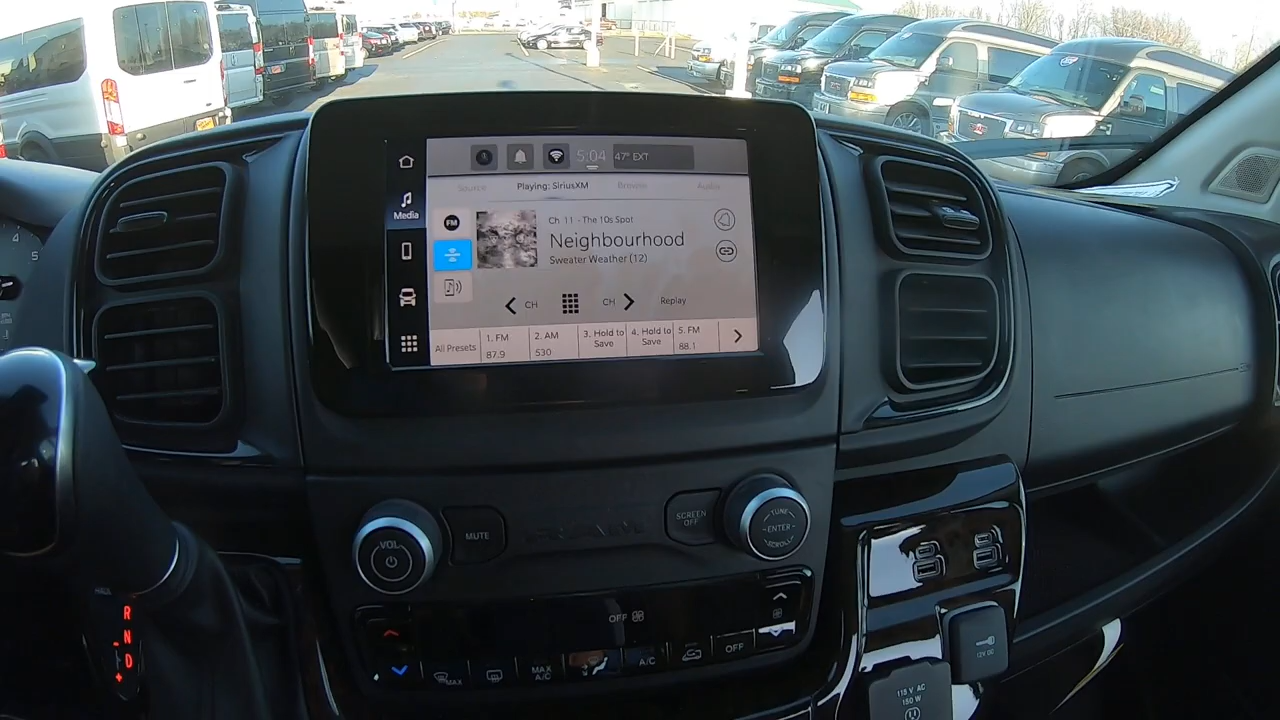 5:04
47° EXT
Source
Playing: SiriusXM
Browse
Audio
Media
FM
Ch 11 - The 10s Spot
Neighbourhood
Sweater Weather (12)
CH
CH
Replay
All Presets
1. FM
87.9
2. AM
530
3. Hold to
Save
4. Hold to
Save
5. FM
88.1
4
5
VOL
MUTE
SCREEN
OFF
TUNE
ENTER
SCROLL
OFF
MAX
MAX
A/C
A/C
OFF
R
N
D
-
+
12V DC
115 V AC
150 W